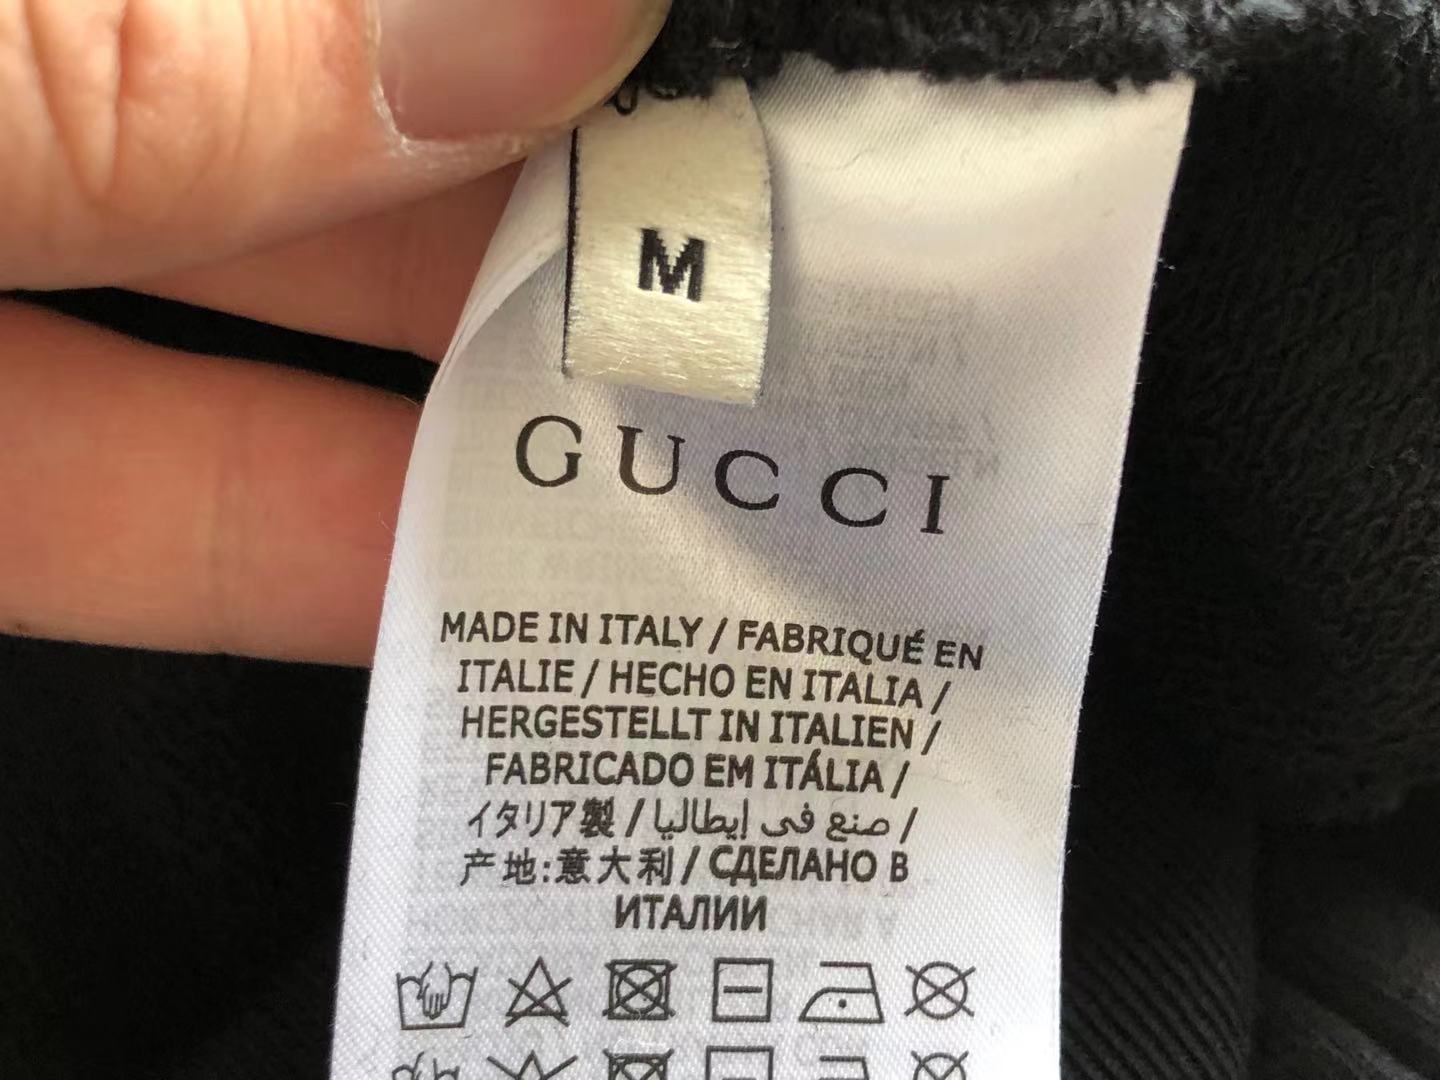 M
GUCCI
MADE IN ITALY / FABRIQUÉ EN
ITALIE / HECHO EN ITALIA /
HERGESTELLT IN ITALIEN /
FABRICADO EM ITÁLIA /
イタリア製 / صنع في إيطاليا /
产地:意大利 / СДЕЛАНО В
ИТАЛИИ